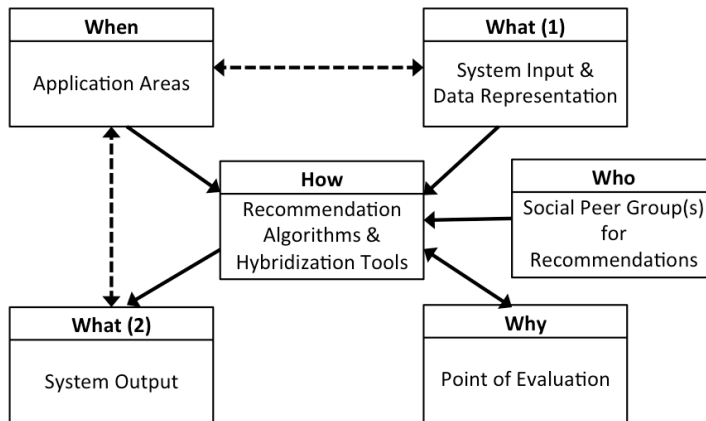 When
Application Areas
What (1)
System Input &
Data Representation
How
Recommendation
Algorithms &
Hybridization Tools
Who
Social Peer Group(s)
for
Recommendations
What (2)
System Output
Why
Point of Evaluation